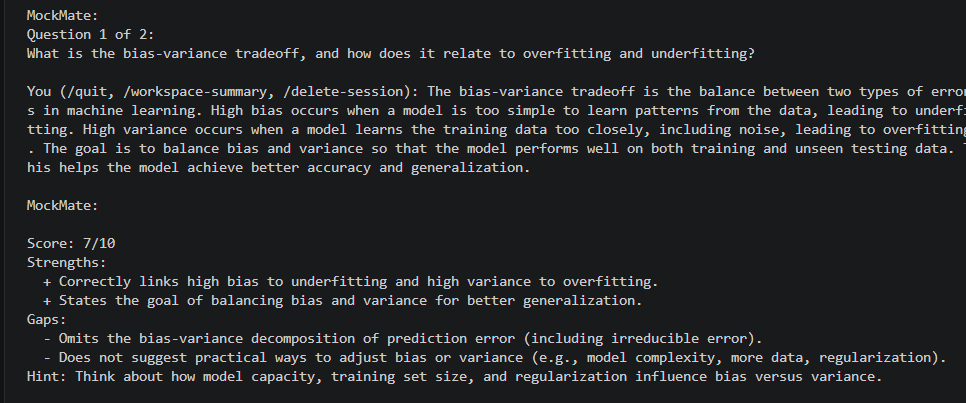 MockMate:
Question 1 of 2:
What is the bias-variance tradeoff, and how does it relate to overfitting and underfitting?
You (/quit, /workspace-summary, /delete-session): The bias-variance tradeoff is the balance between two types of error
s in machine learning. High bias occurs when a model is too simple to learn patterns from the data, leading to underfi
tting. High variance occurs when a model learns the training data too closely, including noise, leading to overfitting
. The goal is to balance bias and variance so that the model performs well on both training and unseen testing data. T
his helps the model achieve better accuracy and generalization.
MockMate:
Score: 7/10
Strengths:
+ Correctly links high bias to underfitting and high variance to overfitting.
+ States the goal of balancing bias and variance for better generalization.
Gaps:
- Omits the bias-variance decomposition of prediction error (including irreducible error).
- Does not suggest practical ways to adjust bias or variance (e.g., model complexity, more data, regularization).
Hint: Think about how model capacity, training set size, and regularization influence bias versus variance.